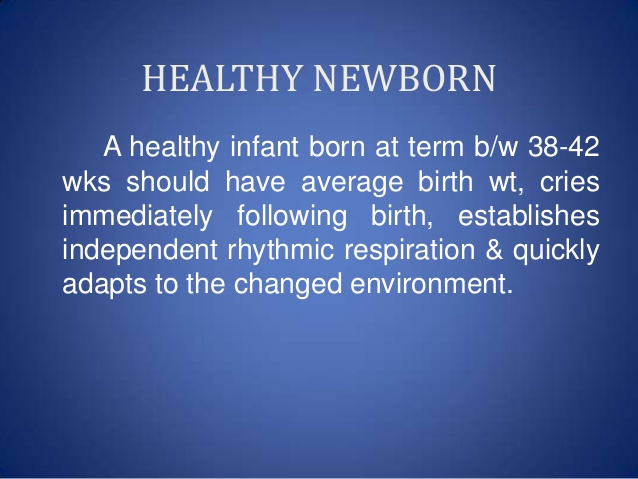 HEALTHY NEWBORN
A healthy infant born at term b/w 38-42
wks should have average birth wt, cries
immediately following birth, establishes
independent rhythmic respiration & quickly
adapts to the changed environment.